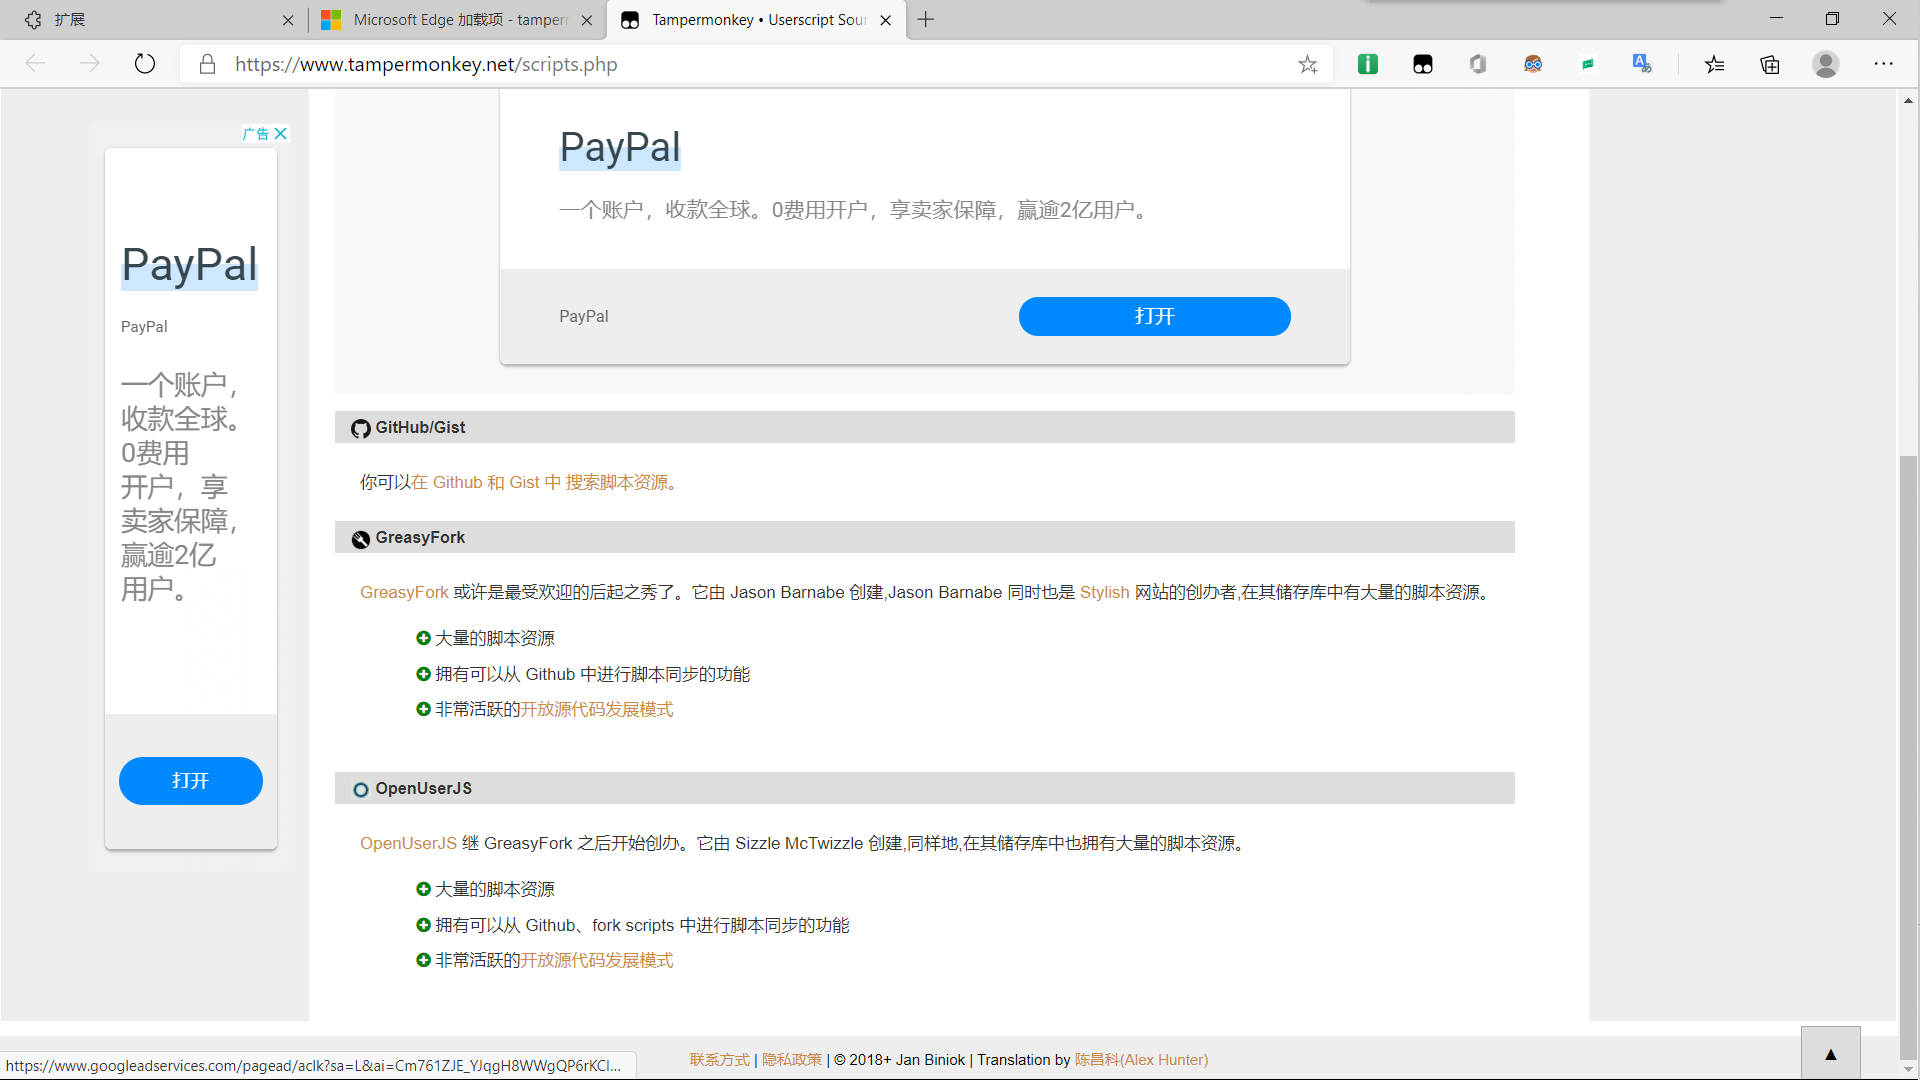 扩展
Microsoft Edge 加载项 - tamperm
Tampermonkey • Userscript Sour
https://www.tampermonkey.net/scripts.php
广告
PayPal
PayPal
一个账户，
收款全球。
0费用
开户，享
卖家保障，
赢逾2亿
用户。
打开
PayPal
一个账户，收款全球。0费用开户，享卖家保障，赢逾2亿用户。
PayPal
打开
GitHub/Gist
你可以在 Github 和 Gist 中 搜索脚本资源。
GreasyFork
GreasyFork 或许是最受欢迎的后起之秀了。它由 Jason Barnabe 创建,Jason Barnabe 同时也是 Stylish 网站的创办者,在其储存库中有大量的脚本资源。
大量的脚本资源
拥有可以从 Github 中进行脚本同步的功能
非常活跃的开放源代码发展模式
OpenUserJS
OpenUserJS 继 GreasyFork 之后开始创办。它由 Sizzle McTwizzle 创建,同样地,在其储存库中也拥有大量的脚本资源。
大量的脚本资源
拥有可以从 Github、fork scripts 中进行脚本同步的功能
非常活跃的开放源代码发展模式
联系方式 | 隐私政策 | © 2018+ Jan Biniok | Translation by 陈昌科(Alex Hunter)
https://www.googleadservices.com/pagead/aclk?sa=L&ai=Cm761ZJE_YJqgH8WWgQP6rKCl...